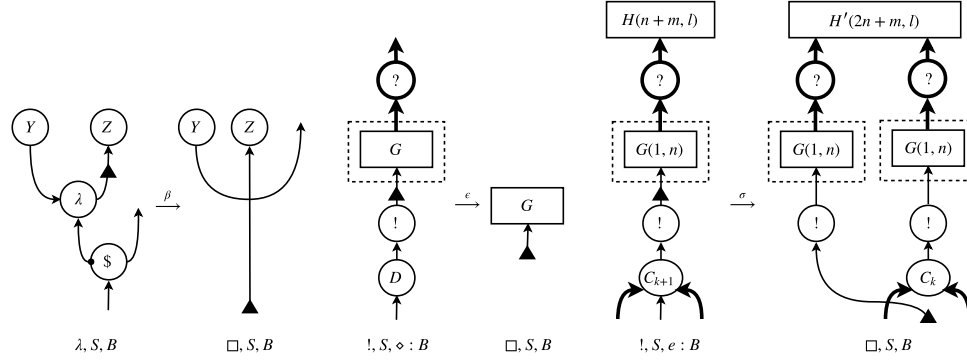 H(n + m, l) H′(2n + m, l)
? ? ? ?
Y Z Y Z G G(1, n) G(1, n) G(1, n)
λ β → ! ϵ → G ! σ → ! !
$ D C_{k+1} C_k
λ, S, B □, S, B !, S, ⋄ : B □, S, B !, S, e : B □, S, B